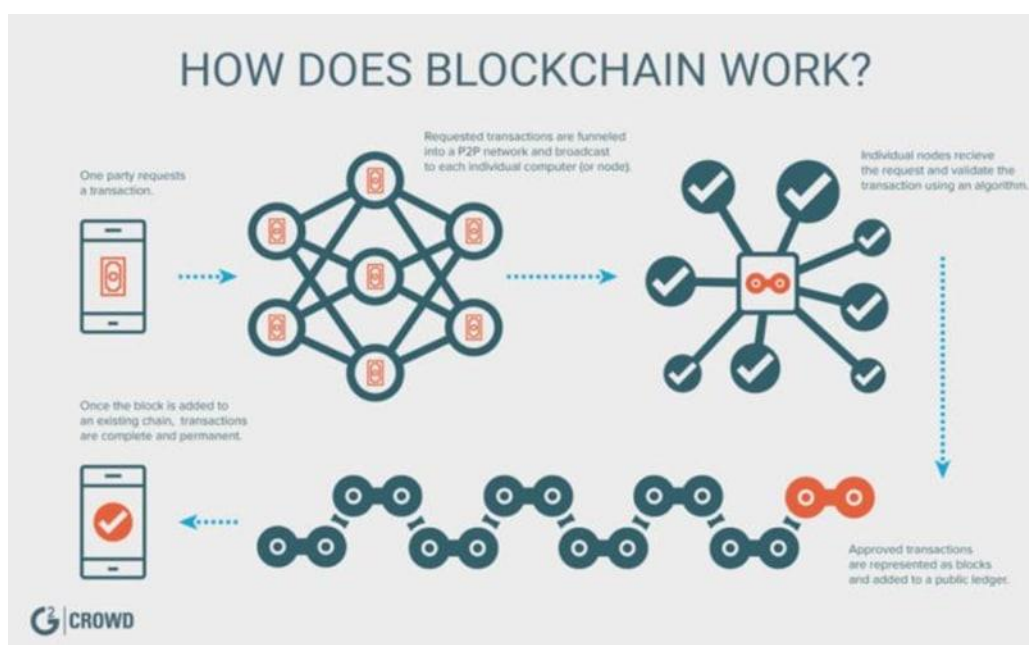 HOW DOES BLOCKCHAIN WORK?
One party requests
a transaction.
Requested transactions are funneled
into a P2P network and broadcast
to each individual computer (or node).
Individual nodes recieve
the request and validate the
transaction using an algorithm.
Approved transactions
are represented as blocks
and added to a public ledger.
Once the block is added to
an existing chain, transactions
are complete and permanent.
G2 | CROWD